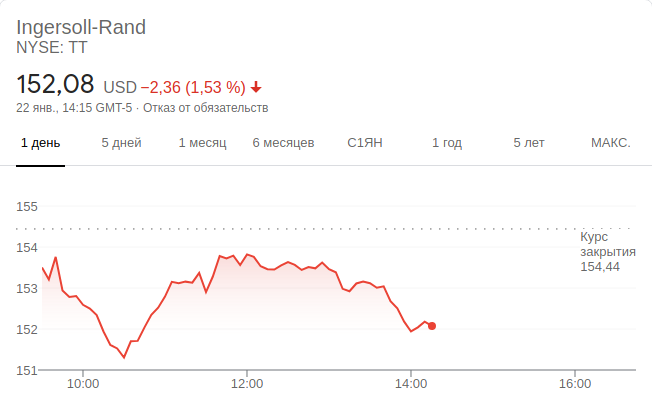 Ingersoll-Rand
NYSE: TT
152,08 USD −2,36 (1,53 %)
22 янв., 14:15 GMT-5 · Отказ от обязательств
1 день 5 дней 1 месяц 6 месяцев С1ЯН 1 год 5 лет МАКС.
155
Курс
154
закрытия
154,44
153
152
151
10:00 12:00 14:00 16:00